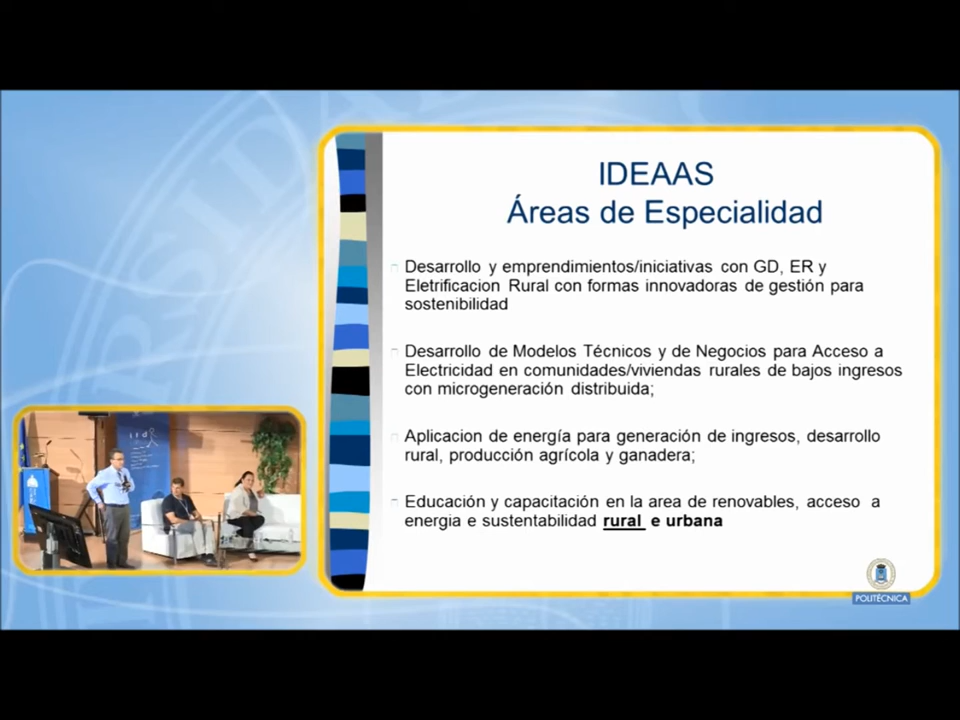 IDEAAS
Áreas de Especialidad
Desarrollo y emprendimientos/iniciativas con GD, ER y
Eletrificacion Rural con formas innovadoras de gestión para
sostenibilidad
Desarrollo de Modelos Técnicos y de Negocios para Acceso a
Electricidad en comunidades/viviendas rurales de bajos ingresos
con microgeneración distribuida;
Aplicacion de energía para generación de ingresos, desarrollo
rural, producción agrícola y ganadera;
Educación y capacitación en la area de renovables, acceso a
energia e sustentabilidad rural e urbana
POLITÉCNICA
itd